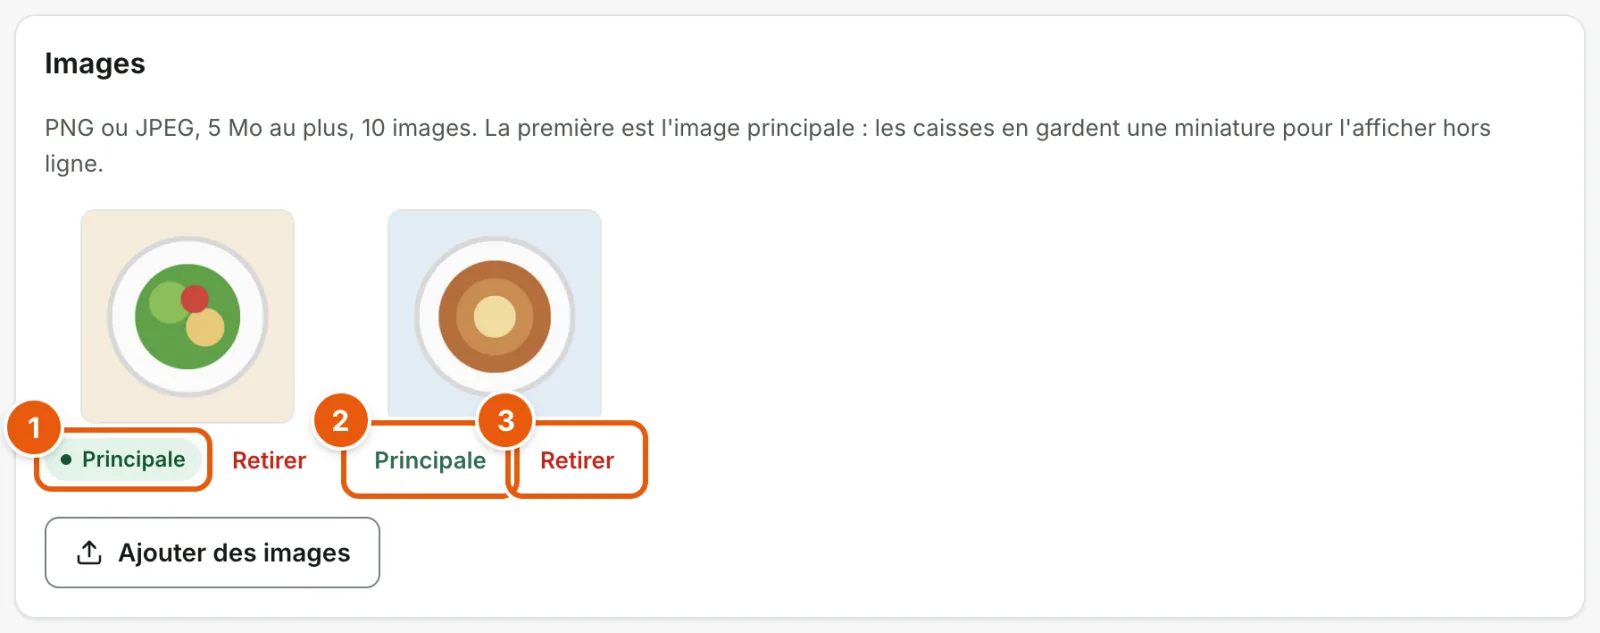 Images
PNG ou JPEG, 5 Mo au plus, 10 images. La première est l'image principale : les caisses en gardent une miniature pour l'afficher hors
ligne.
1
2
3
Principale
Retirer
Principale
Retirer
Ajouter des images